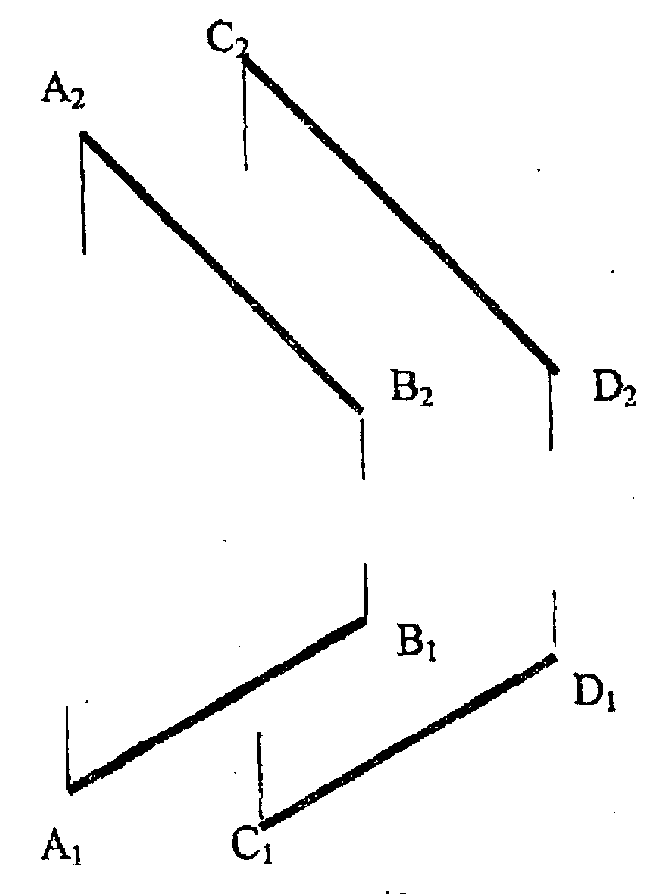 C₂
A₂
B₂
D₂
B₁
D₁
A₁
C₁